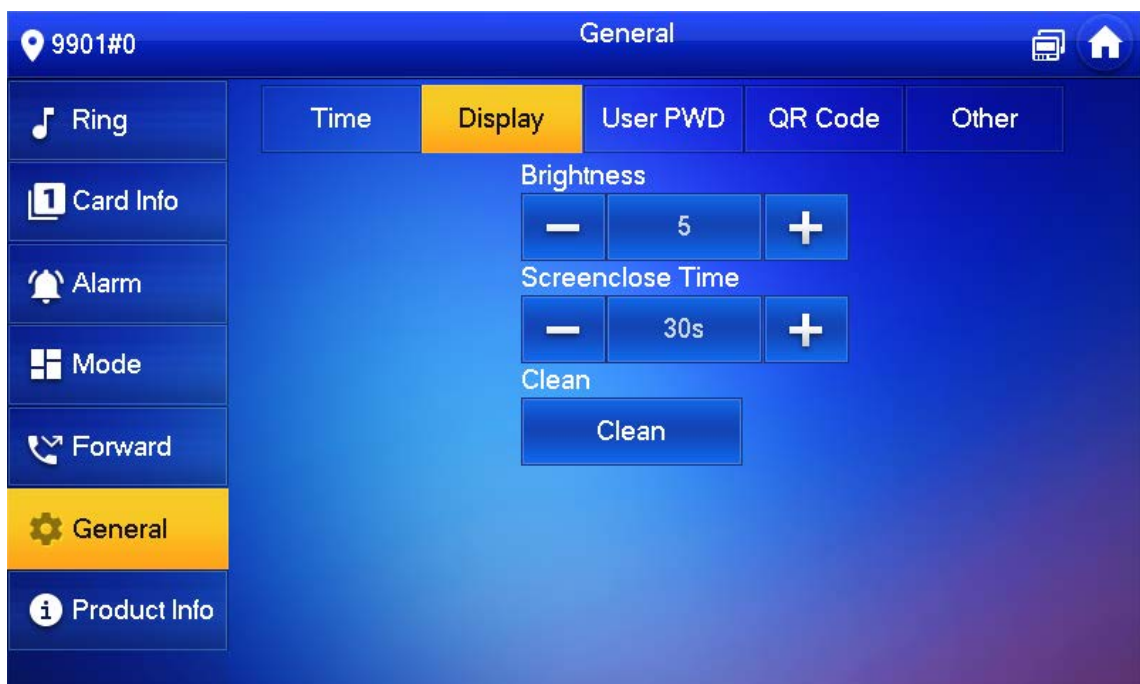 9901#0
General
Ring
Card Info
Alarm
Mode
Forward
General
Product Info
Time Display User PWD QR Code Other
Brightness
5
Screenclose Time
30s
Clean
Clean